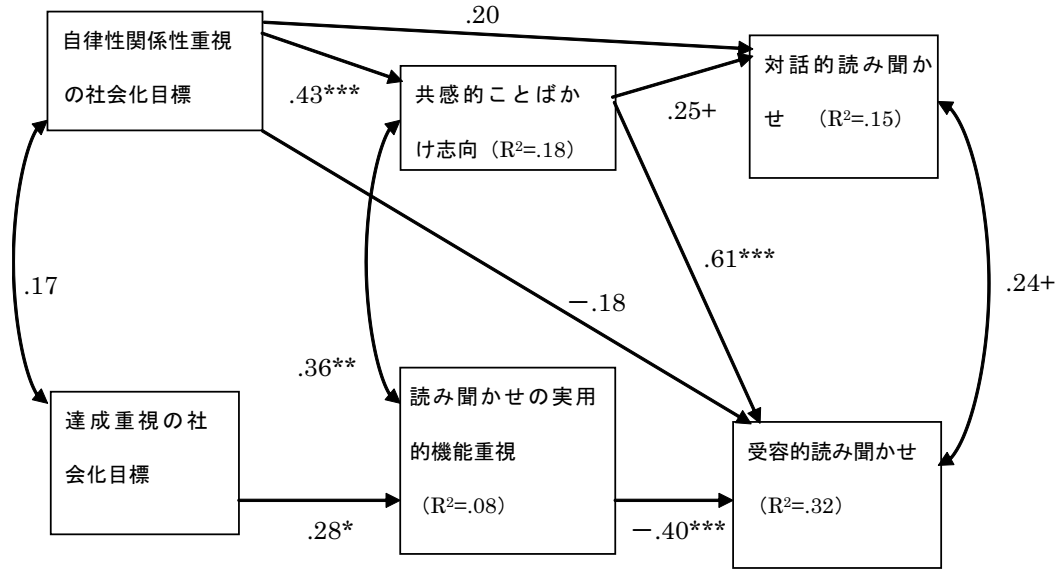 .20
自律性関係性重視
の社会化目標
.43***
共感的ことばか
け志向（R²=.18）
.25+
対話的読み聞か
せ　（R²=.15）
.61***
.17
－.18
.24+
.36**
達成重視の社
会化目標
読み聞かせの実用
的機能重視
（R²=.08）
受容的読み聞かせ
（R²=.32）
.28*
－.40***